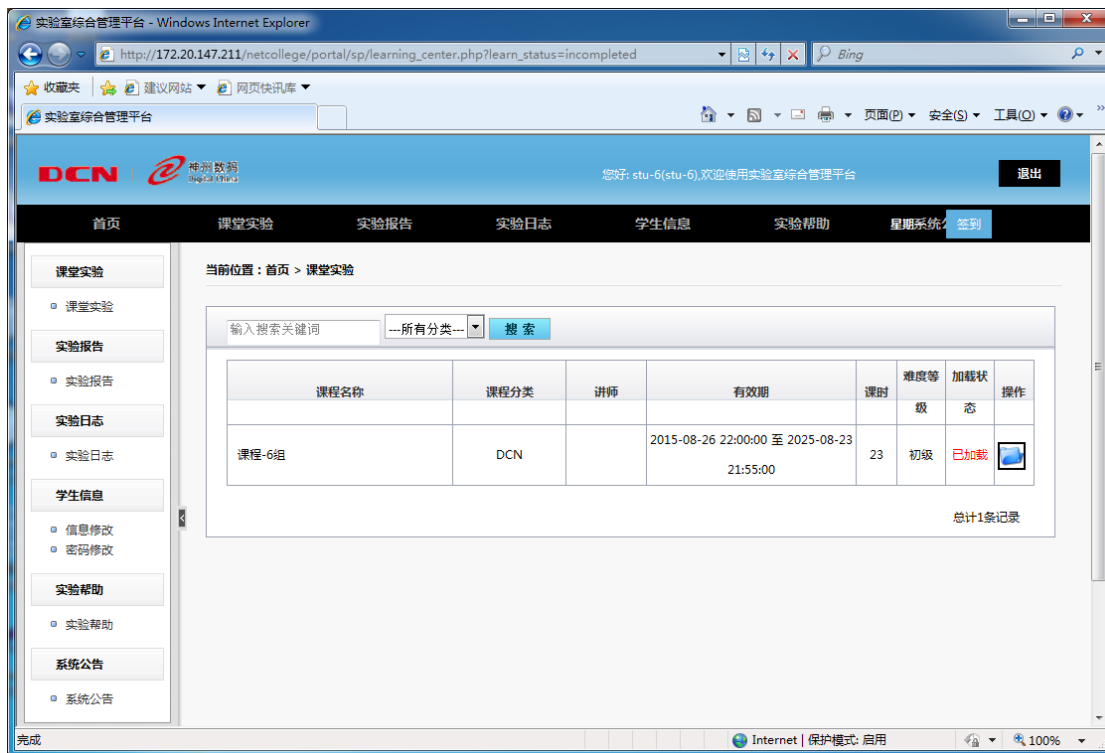 实验室综合管理平台 - Windows Internet Explorer
http://172.20.147.211/netcollege/portal/sp/learning_center.php?learn_status=incompleted
Bing
收藏夹 建议网站 网页快讯库
实验室综合管理平台 页面(P) 安全(S) 工具(O) »
DCN 神州数码 Digital China 您好: stu-6(stu-6),欢迎使用实验室综合管理平台 退出
首页 课堂实验 实验报告 实验日志 学生信息 实验帮助 星期系统 签到
课堂实验
课堂实验
实验报告
实验报告
实验日志
实验日志
学生信息
信息修改
密码修改
实验帮助
实验帮助
系统公告
系统公告
当前位置：首页 > 课堂实验
输入搜索关键词 ---所有分类--- 搜 索
课程名称 课程分类 讲师 有效期 课时 难度等级 加载状态 操作
课程-6组 DCN 2015-08-26 22:00:00 至 2025-08-23 21:55:00 23 初级 已加载
总计1条记录
完成 Internet | 保护模式: 启用 100%